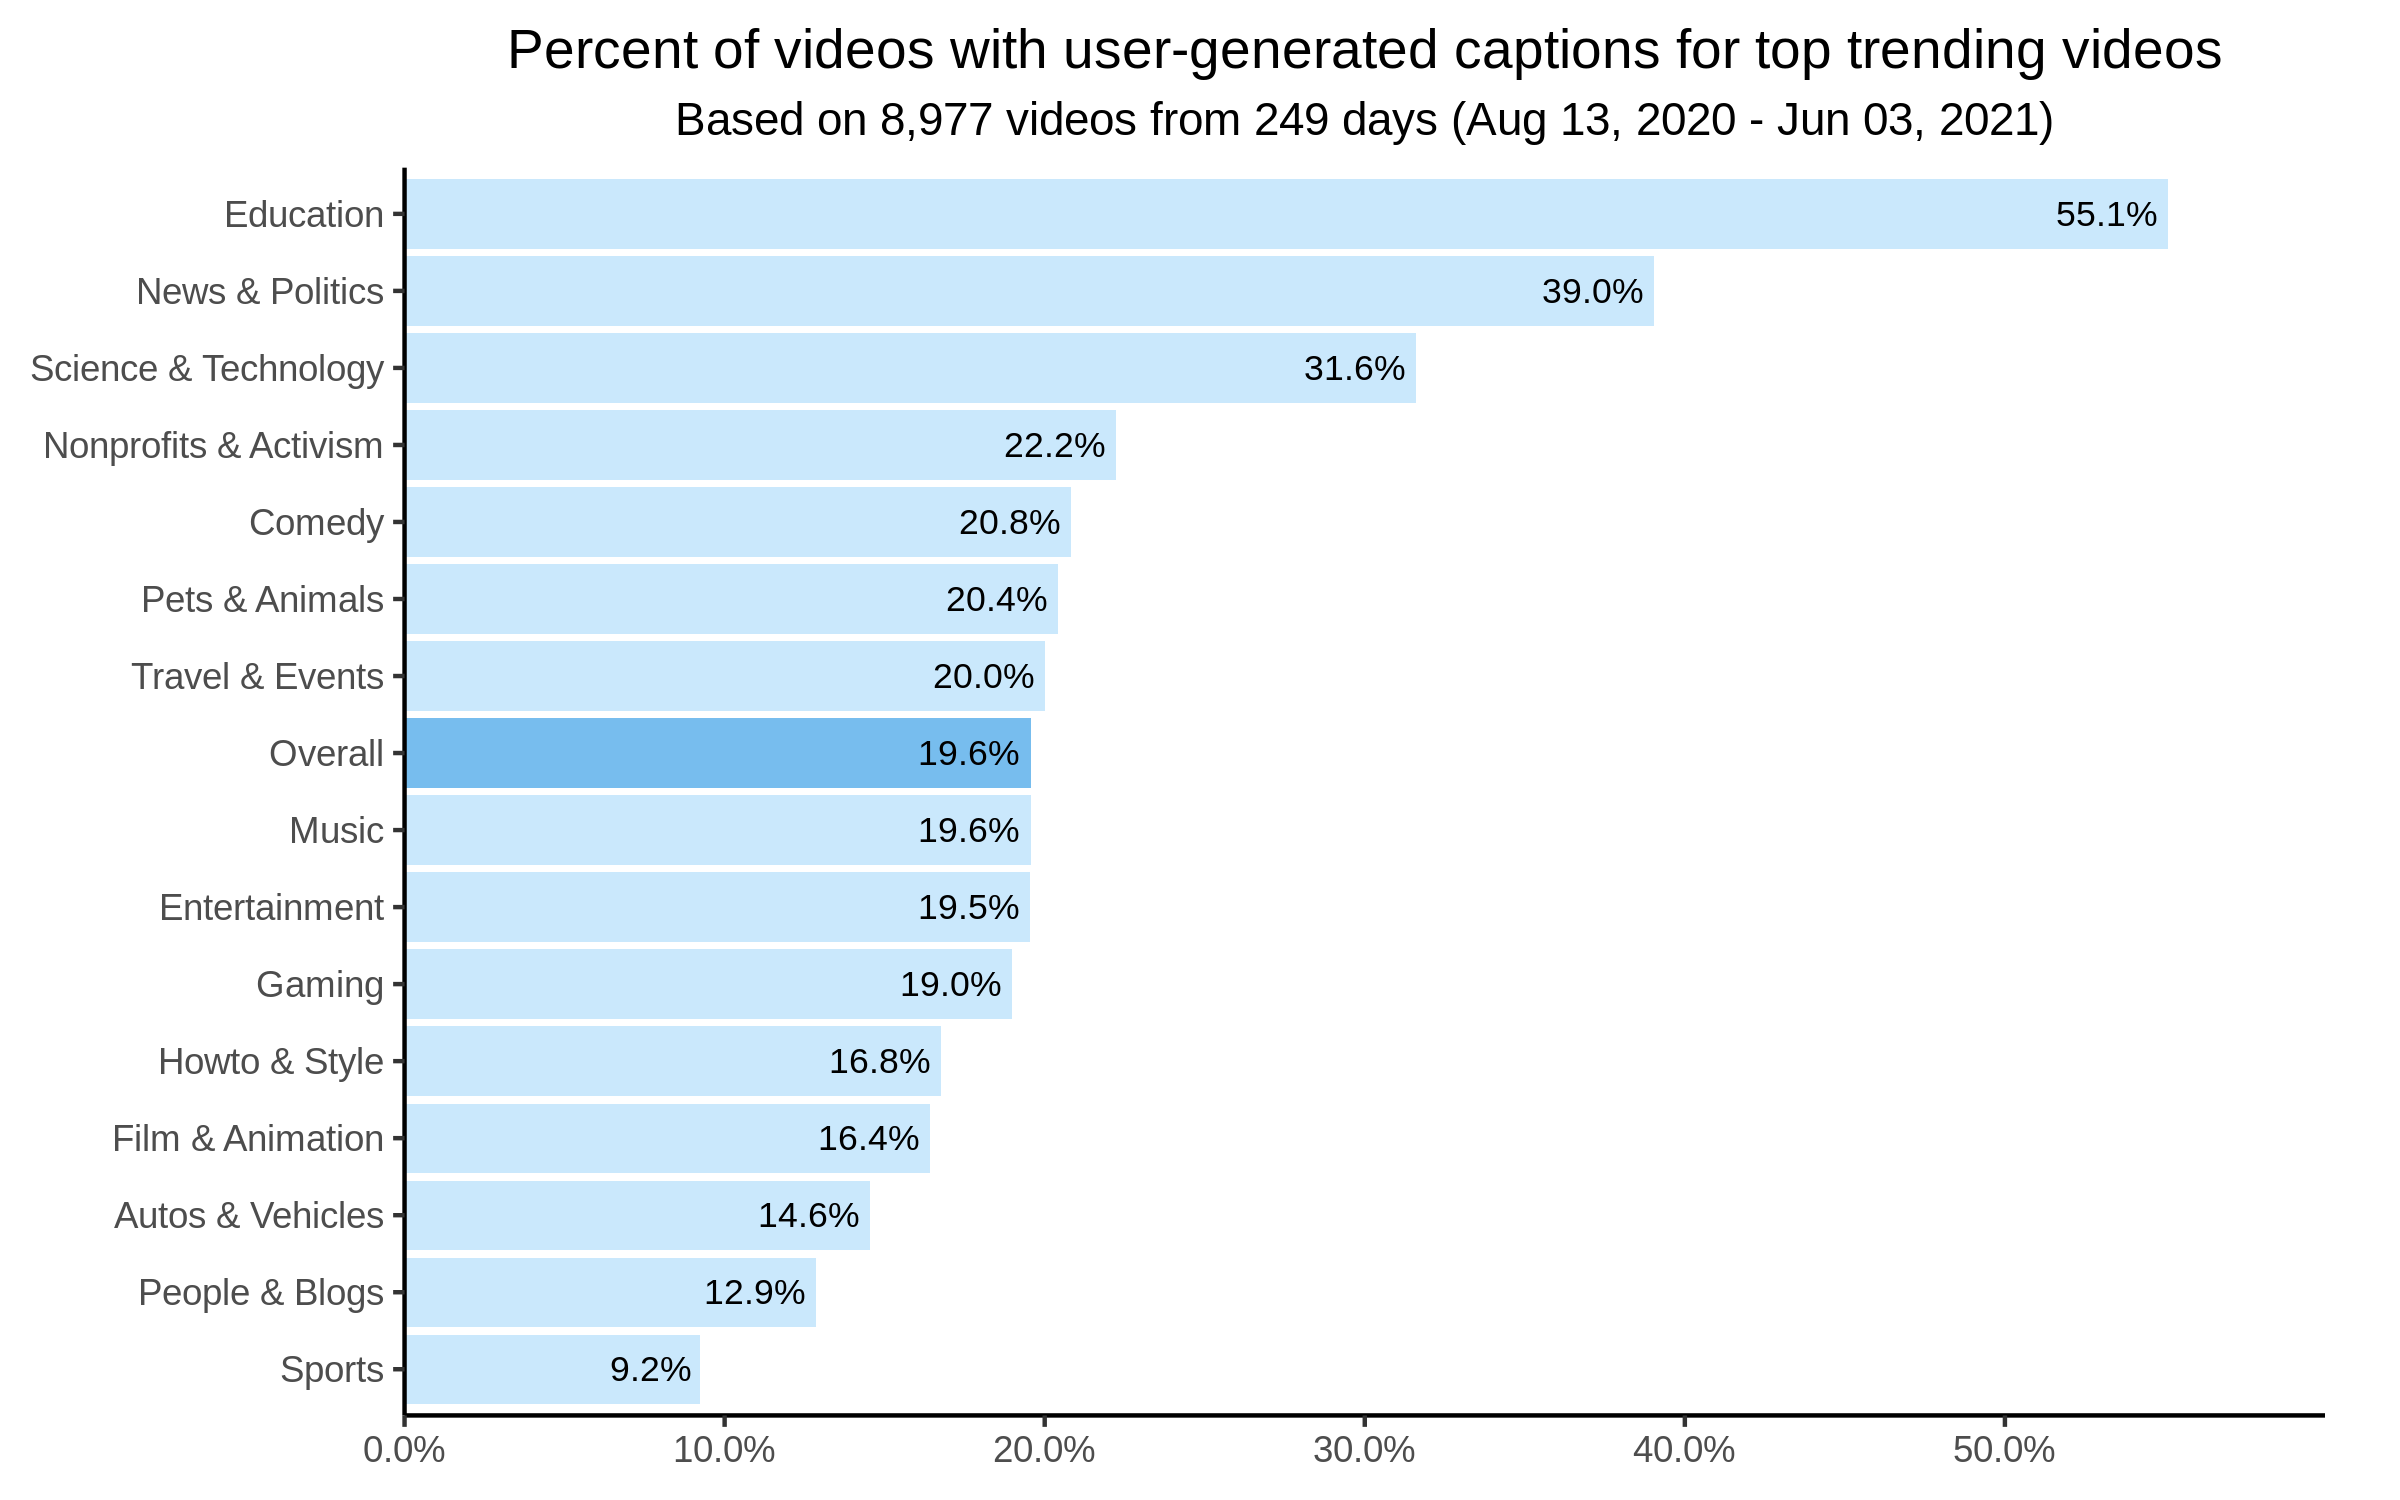 Percent of videos with user-generated captions for top trending videos
Based on 8,977 videos from 249 days (Aug 13, 2020 - Jun 03, 2021)
Education 55.1%
News & Politics 39.0%
Science & Technology 31.6%
Nonprofits & Activism 22.2%
Comedy 20.8%
Pets & Animals 20.4%
Travel & Events 20.0%
Overall 19.6%
Music 19.6%
Entertainment 19.5%
Gaming 19.0%
Howto & Style 16.8%
Film & Animation 16.4%
Autos & Vehicles 14.6%
People & Blogs 12.9%
Sports 9.2%
0.0% 10.0% 20.0% 30.0% 40.0% 50.0%